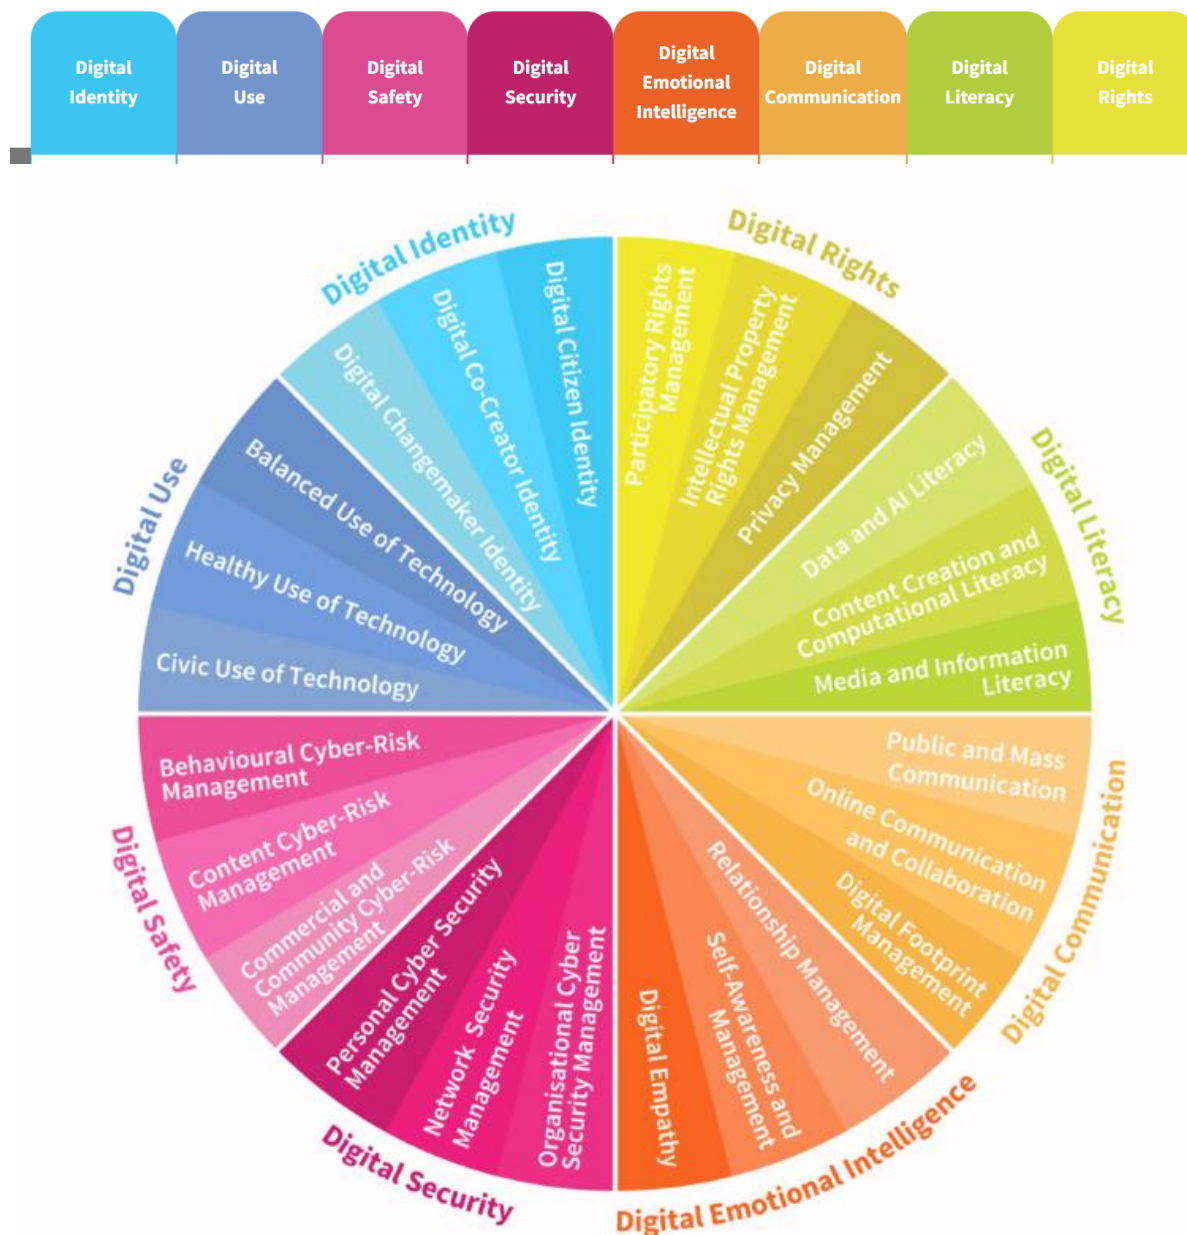 Digital
Identity
Digital
Use
Digital
Safety
Digital
Security
Digital
Emotional
Intelligence
Digital
Communication
Digital
Literacy
Digital
Rights
Digital Identity
Digital Citizen Identity
Digital Co-Creator Identity
Digital Changemaker Identity
Digital Use
Balanced Use of Technology
Healthy Use of Technology
Civic Use of Technology
Digital Safety
Behavioural Cyber-Risk
Management
Content Cyber-Risk
Management
Commercial and
Community Cyber-Risk
Management
Digital Security
Personal Cyber Security
Management
Network Security
Management
Organisational Cyber
Security Management
Digital Emotional Intelligence
Digital Empathy
Self-Awareness and
Management
Relationship Management
Digital Communication
Digital Footprint
Management
Online Communication
and Collaboration
Public and Mass
Communication
Digital Literacy
Media and Information
Literacy
Content Creation and
Computational Literacy
Data and AI Literacy
Digital Rights
Privacy Management
Intellectual Property
Rights Management
Participatory Rights
Management